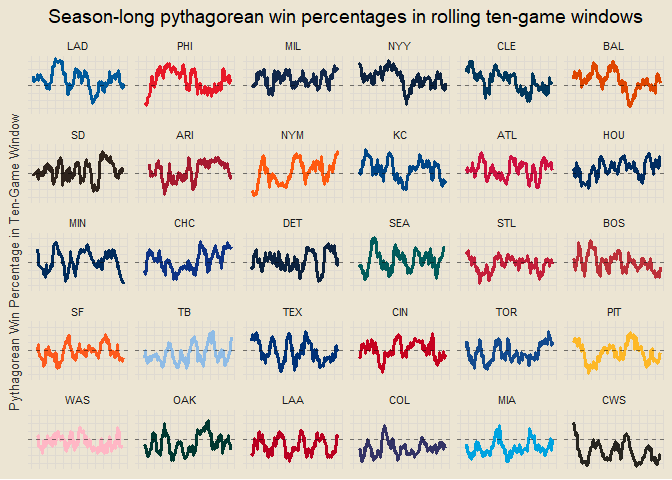 Season-long pythagorean win percentages in rolling ten-game windows
Pythagorean Win Percentage in Ten-Game Window
LAD
PHI
MIL
NYY
CLE
BAL
SD
ARI
NYM
KC
ATL
HOU
MIN
CHC
DET
SEA
STL
BOS
SF
TB
TEX
CIN
TOR
PIT
WAS
OAK
LAA
COL
MIA
CWS